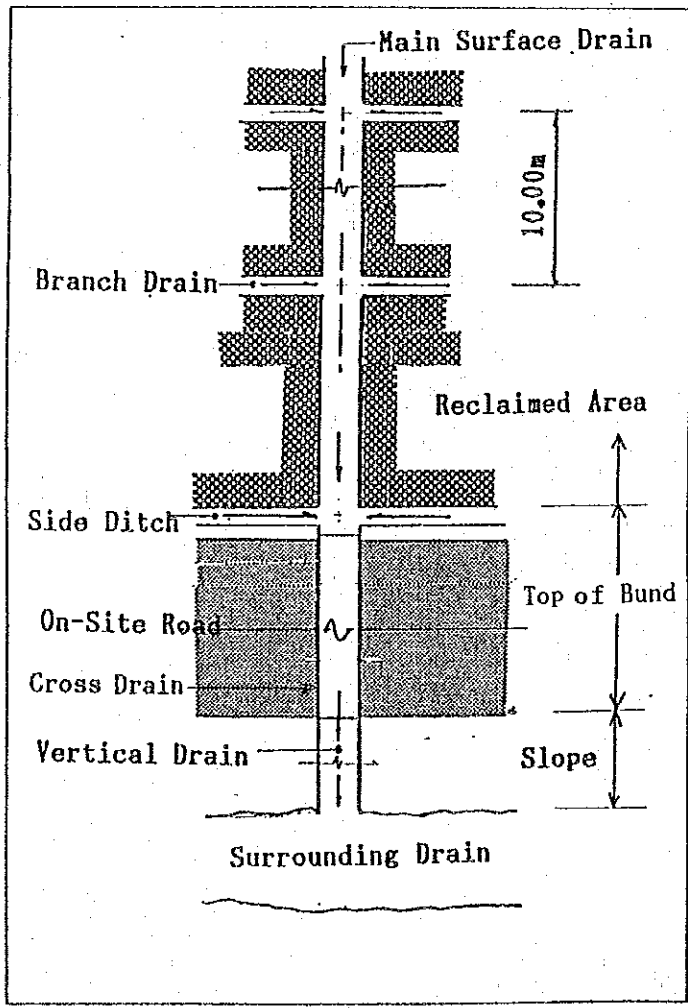 Main Surface Drain
10.00m
Branch Drain
Reclaimed Area
Side Ditch
Top of Bund
On-Site Road
Cross Drain
Vertical Drain
Slope
Surrounding Drain